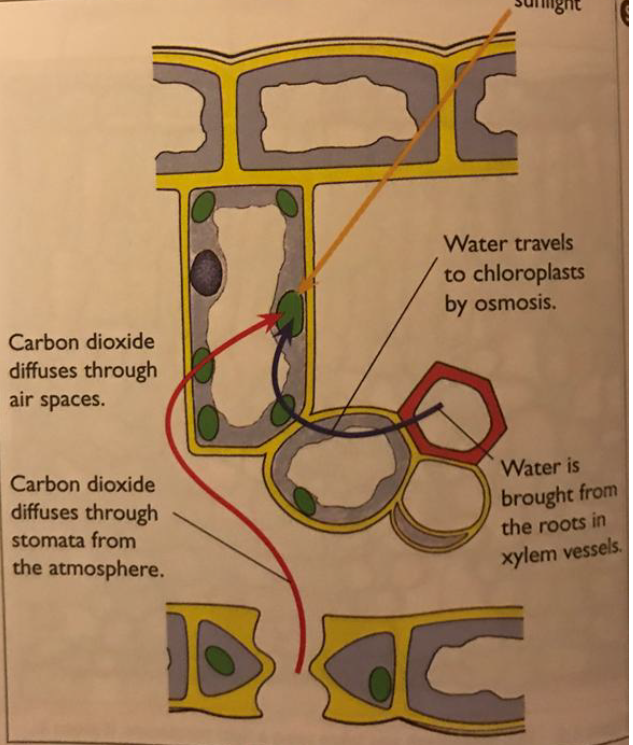 sunlight
Water travels
to chloroplasts
by osmosis.
Carbon dioxide
diffuses through
air spaces.
Carbon dioxide
diffuses through
stomata from
the atmosphere.
Water is
brought from
the roots in
xylem vessels.